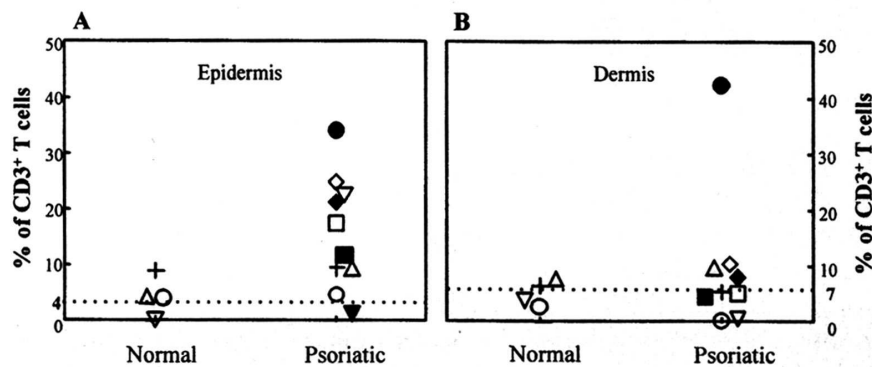 A
B
50
40
30
20
10
4
0
% of CD3⁺ T cells
Epidermis
Normal
Psoriatic
Dermis
Normal
Psoriatic
50
40
30
20
10
7
0
% of CD3⁺ T cells